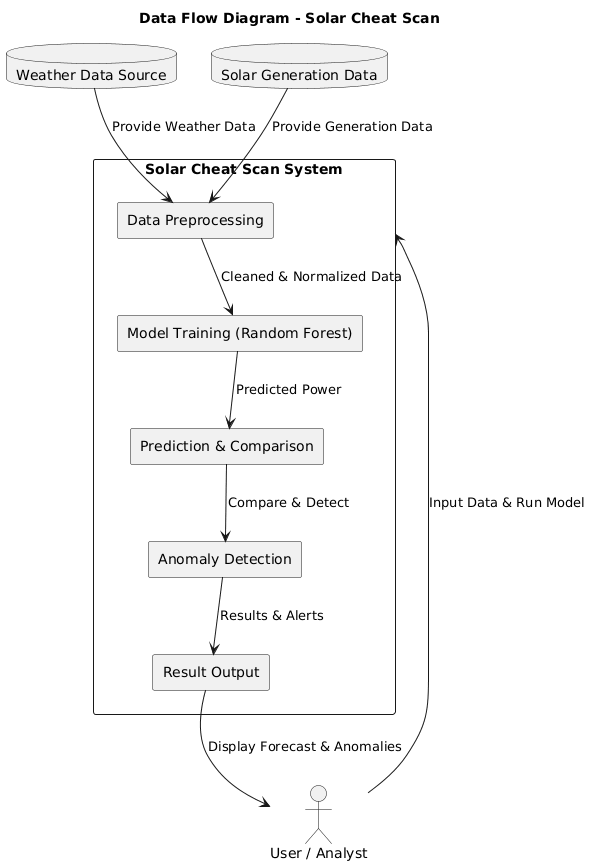 Data Flow Diagram - Solar Cheat Scan
Weather Data Source
Solar Generation Data
Provide Weather Data
Provide Generation Data
Solar Cheat Scan System
Data Preprocessing
Cleaned & Normalized Data
Model Training (Random Forest)
Predicted Power
Prediction & Comparison
Compare & Detect
Input Data & Run Model
Anomaly Detection
Results & Alerts
Result Output
Display Forecast & Anomalies
User / Analyst